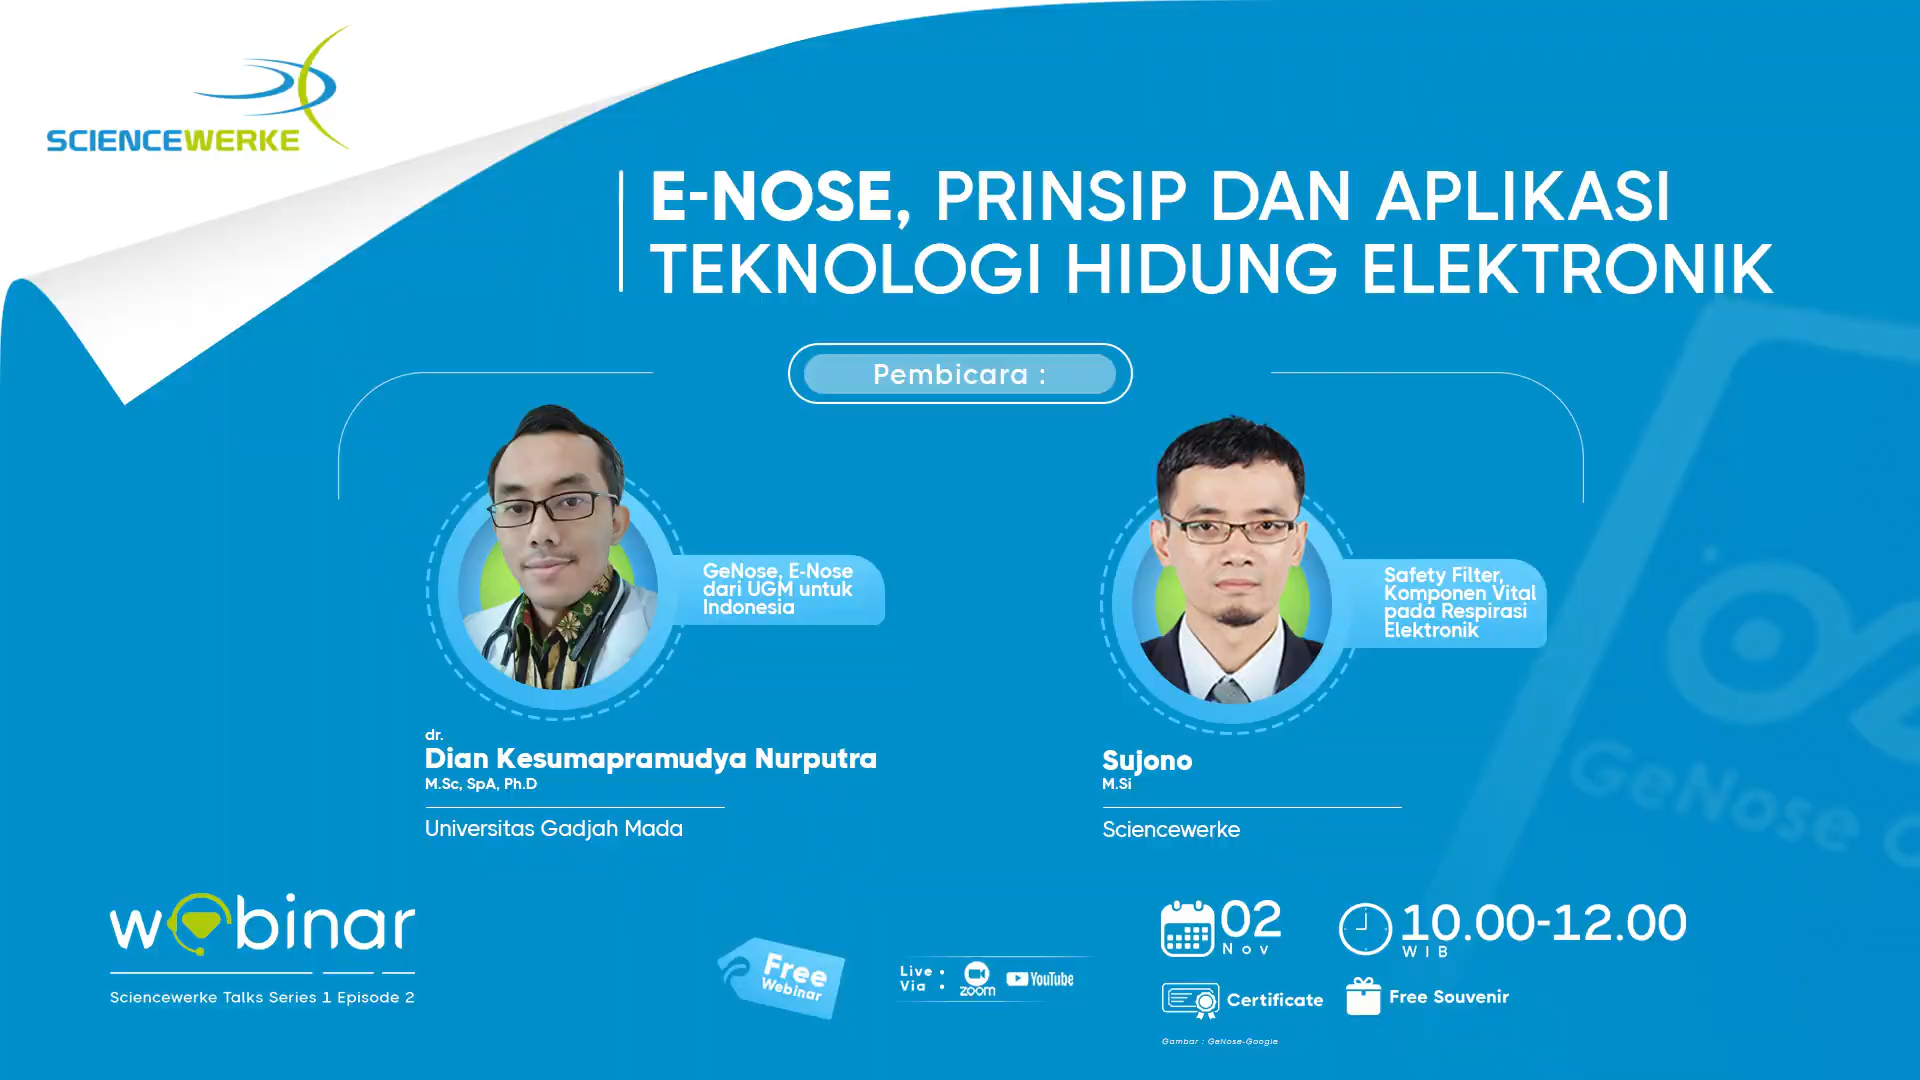 SCIENCEWERKE
E-NOSE, PRINSIP DAN APLIKASI
TEKNOLOGI HIDUNG ELEKTRONIK
Pembicara :
GeNose, E-Nose
dari UGM untuk
Indonesia
dr.
Dian Kesumapramudya Nurputra
M.Sc, SpA, Ph.D
Universitas Gadjah Mada
Safety Filter,
Komponen Vital
pada Respirasi
Elektronik
Sujono
M.Si
Sciencewerke
GeNose
webinar
Sciencewerke Talks Series 1 Episode 2
Free
Webinar
Live :
Via :
zoom
YouTube
02
Nov
10.00-12.00
WIB
Certificate
Free Souvenir
Gambar : GeNose-Google